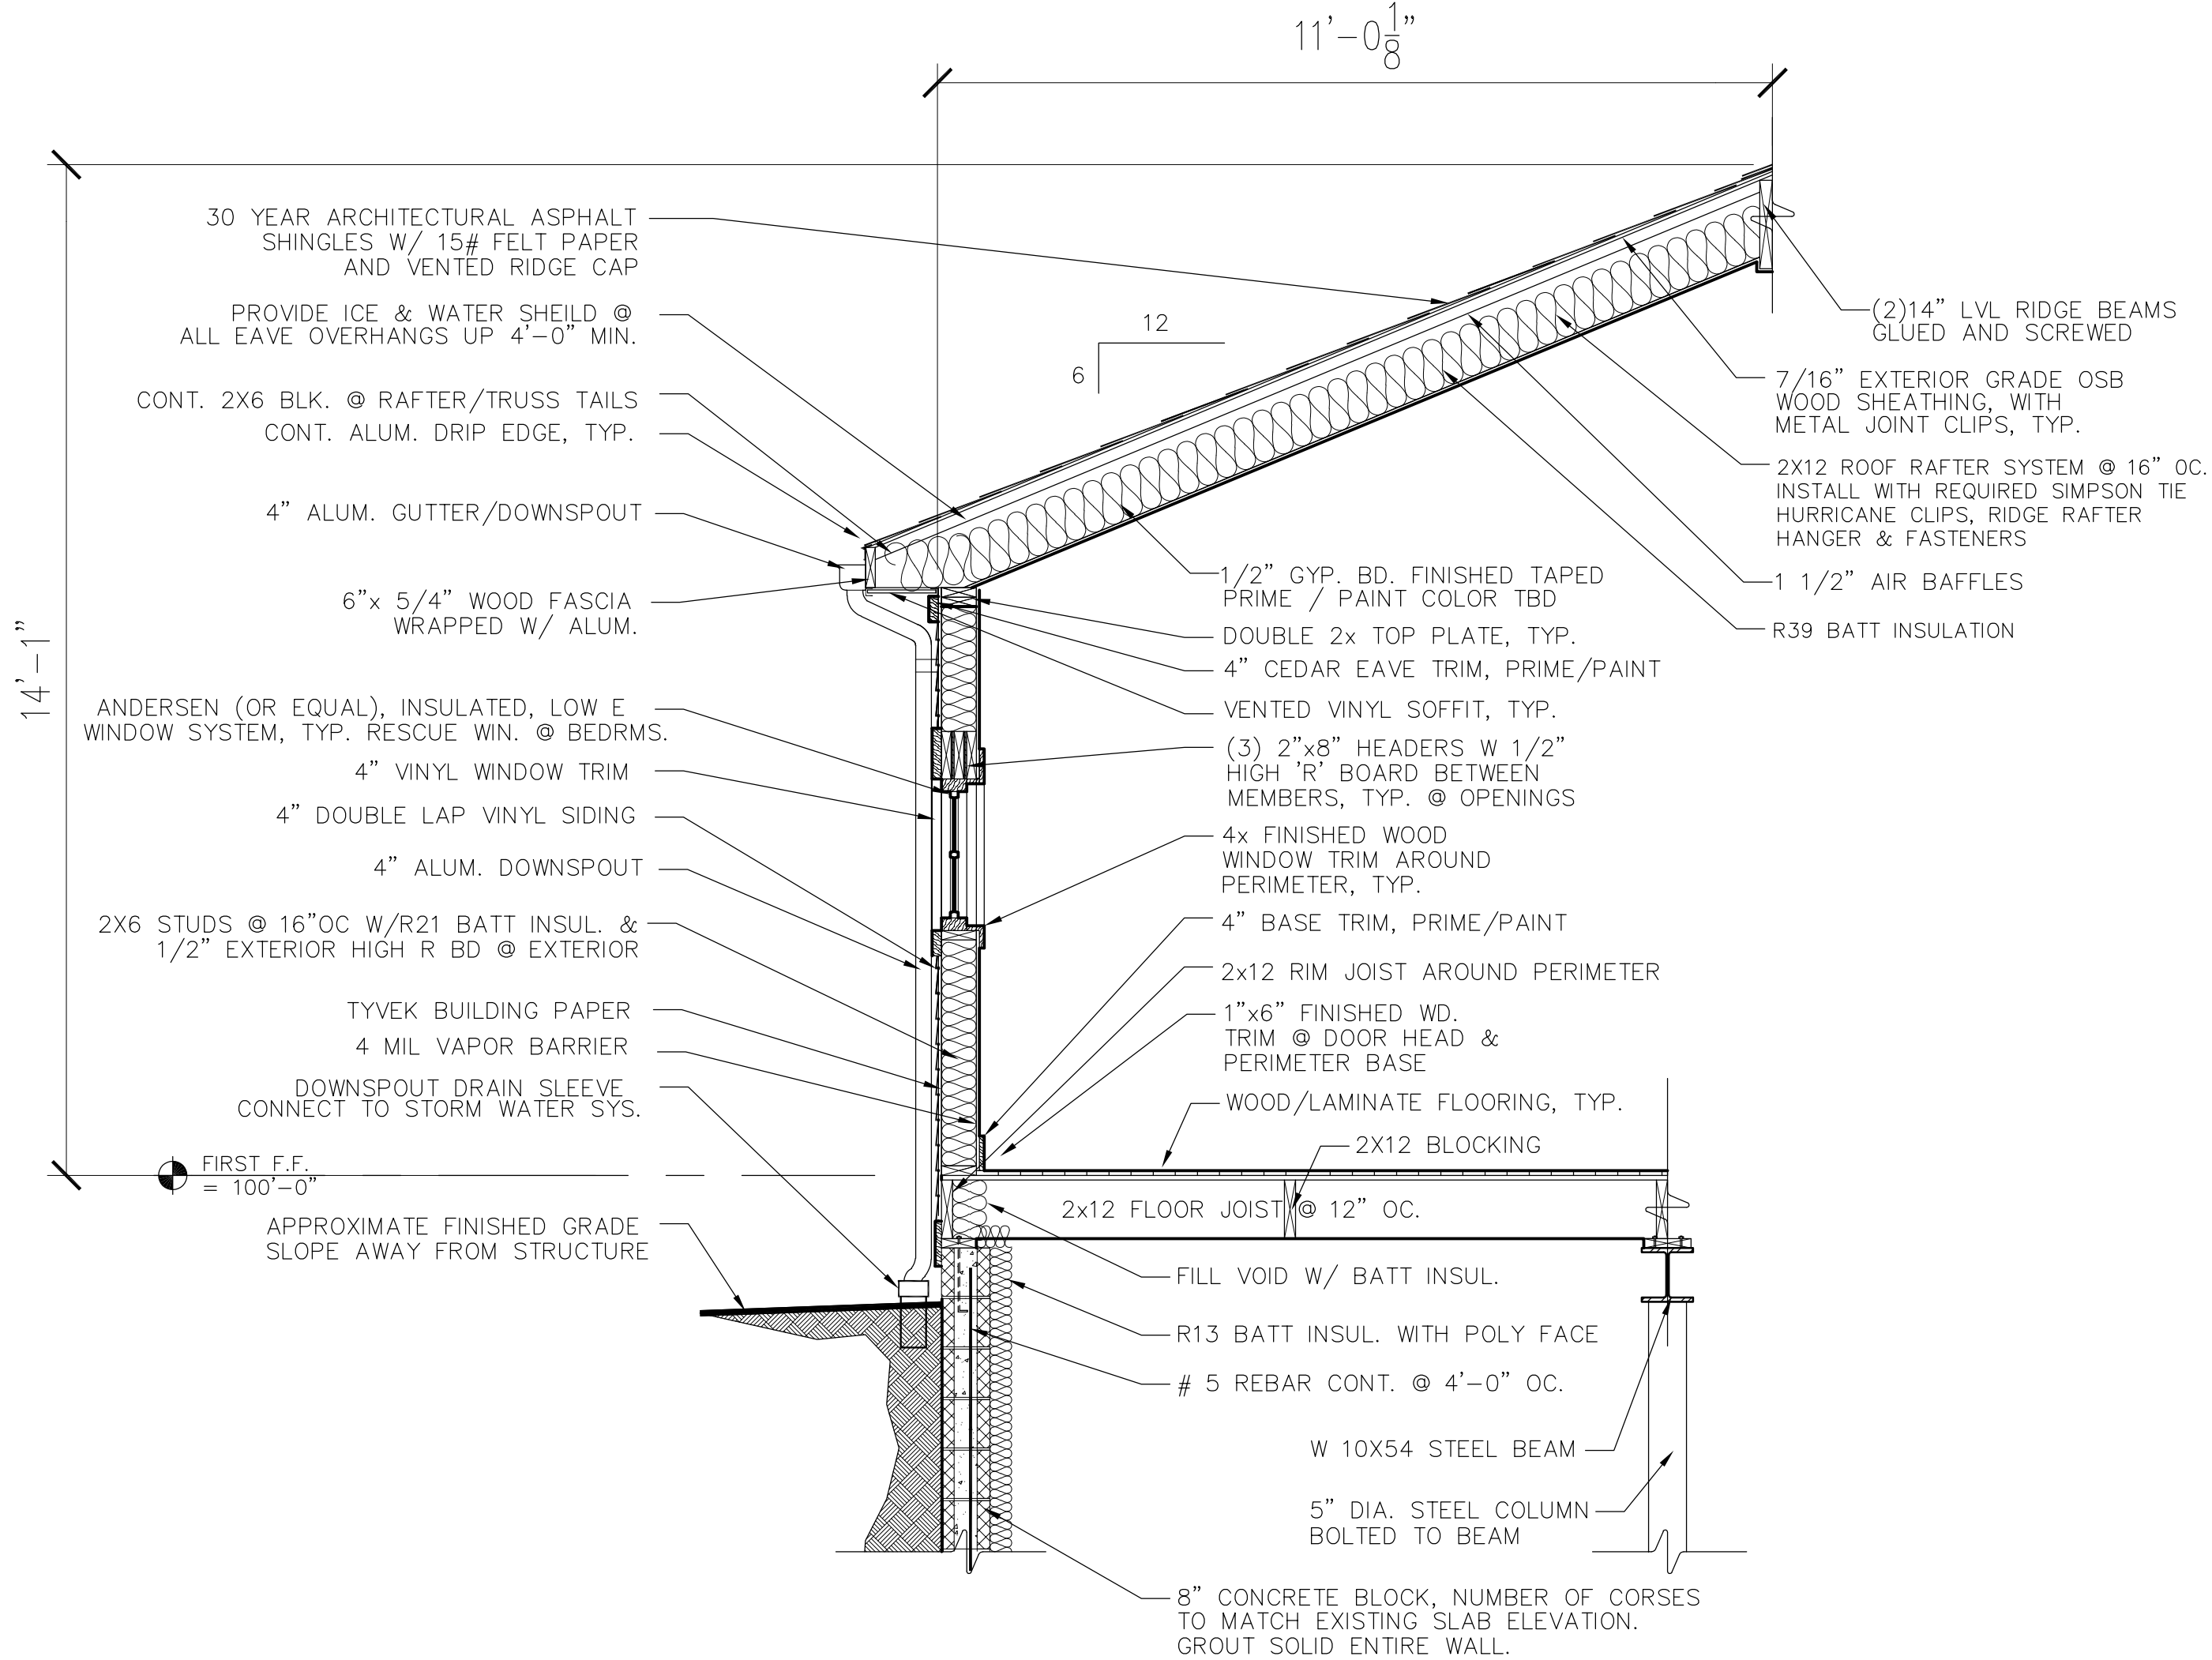 11'-0 1/8"
14'-1"
30 YEAR ARCHITECTURAL ASPHALT
SHINGLES W/ 15# FELT PAPER
AND VENTED RIDGE CAP
PROVIDE ICE & WATER SHEILD @
ALL EAVE OVERHANGS UP 4'-0" MIN.
CONT. 2X6 BLK. @ RAFTER/TRUSS TAILS
CONT. ALUM. DRIP EDGE, TYP.
4" ALUM. GUTTER/DOWNSPOUT
6"x 5/4" WOOD FASCIA
WRAPPED W/ ALUM.
ANDERSEN (OR EQUAL), INSULATED, LOW E
WINDOW SYSTEM, TYP. RESCUE WIN. @ BEDRMS.
4" VINYL WINDOW TRIM
4" DOUBLE LAP VINYL SIDING
4" ALUM. DOWNSPOUT
2X6 STUDS @ 16"OC W/R21 BATT INSUL. &
1/2" EXTERIOR HIGH R BD @ EXTERIOR
TYVEK BUILDING PAPER
4 MIL VAPOR BARRIER
DOWNSPOUT DRAIN SLEEVE
CONNECT TO STORM WATER SYS.
FIRST F.F.
= 100'-0"
APPROXIMATE FINISHED GRADE
SLOPE AWAY FROM STRUCTURE
12
6
(2)14" LVL RIDGE BEAMS
GLUED AND SCREWED
7/16" EXTERIOR GRADE OSB
WOOD SHEATHING, WITH
METAL JOINT CLIPS, TYP.
2X12 ROOF RAFTER SYSTEM @ 16" OC.
INSTALL WITH REQUIRED SIMPSON TIE
HURRICANE CLIPS, RIDGE RAFTER
HANGER & FASTENERS
1 1/2" AIR BAFFLES
R39 BATT INSULATION
1/2" GYP. BD. FINISHED TAPED
PRIME / PAINT COLOR TBD
DOUBLE 2x TOP PLATE, TYP.
4" CEDAR EAVE TRIM, PRIME/PAINT
VENTED VINYL SOFFIT, TYP.
(3) 2"x8" HEADERS W 1/2"
HIGH 'R' BOARD BETWEEN
MEMBERS, TYP. @ OPENINGS
4x FINISHED WOOD
WINDOW TRIM AROUND
PERIMETER, TYP.
4" BASE TRIM, PRIME/PAINT
2x12 RIM JOIST AROUND PERIMETER
1"x6" FINISHED WD.
TRIM @ DOOR HEAD &
PERIMETER BASE
WOOD/LAMINATE FLOORING, TYP.
2X12 BLOCKING
2x12 FLOOR JOIST @ 12" OC.
FILL VOID W/ BATT INSUL.
R13 BATT INSUL. WITH POLY FACE
# 5 REBAR CONT. @ 4'-0" OC.
W 10X54 STEEL BEAM
5" DIA. STEEL COLUMN
BOLTED TO BEAM
8" CONCRETE BLOCK, NUMBER OF CORSES
TO MATCH EXISTING SLAB ELEVATION.
GROUT SOLID ENTIRE WALL.